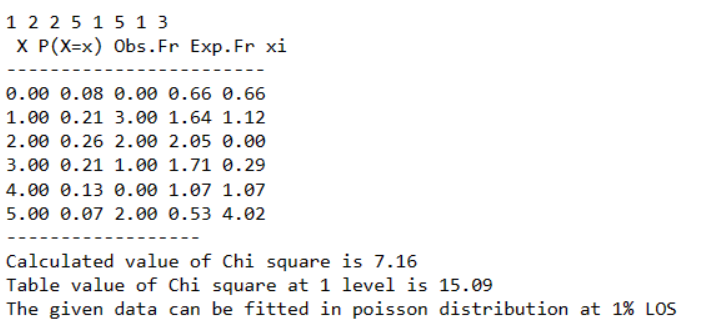 1 2 2 5 1 5 1 3
X P(X=x) Obs.Fr Exp.Fr xi
-------------------------
0.00 0.08 0.00 0.66 0.66
1.00 0.21 3.00 1.64 1.12
2.00 0.26 2.00 2.05 0.00
3.00 0.21 1.00 1.71 0.29
4.00 0.13 0.00 1.07 1.07
5.00 0.07 2.00 0.53 4.02
------------------
Calculated value of Chi square is 7.16
Table value of Chi square at 1 level is 15.09
The given data can be fitted in poisson distribution at 1% LOS